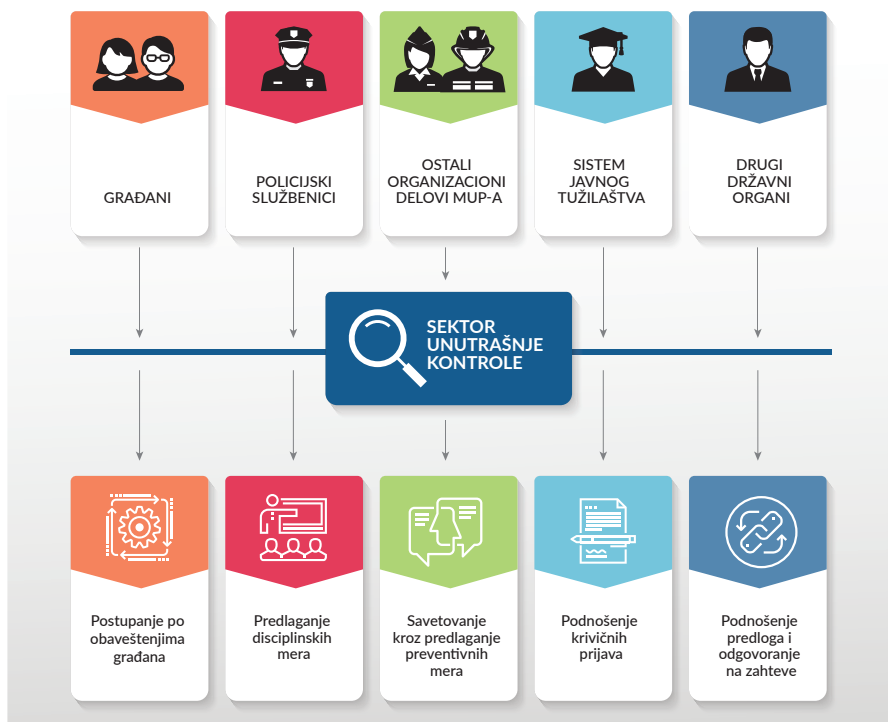 GRAĐANI
POLICIJSKI
SLUŽBENICI
OSTALI
ORGANIZACIONI
DELOVI MUP-A
SISTEM
JAVNOG
TUŽILAŠTVA
DRUGI
DRŽAVNI
ORGANI
SEKTOR
UNUTRAŠNJE
KONTROLE
Postupanje po
obaveštenjima
građana
Predlaganje
disciplinskih
mera
Savetovanje
kroz predlaganje
preventivnih
mera
Podnošenje
krivičnih
prijava
Podnošenje
predloga i
odgovoranje
na zahteve